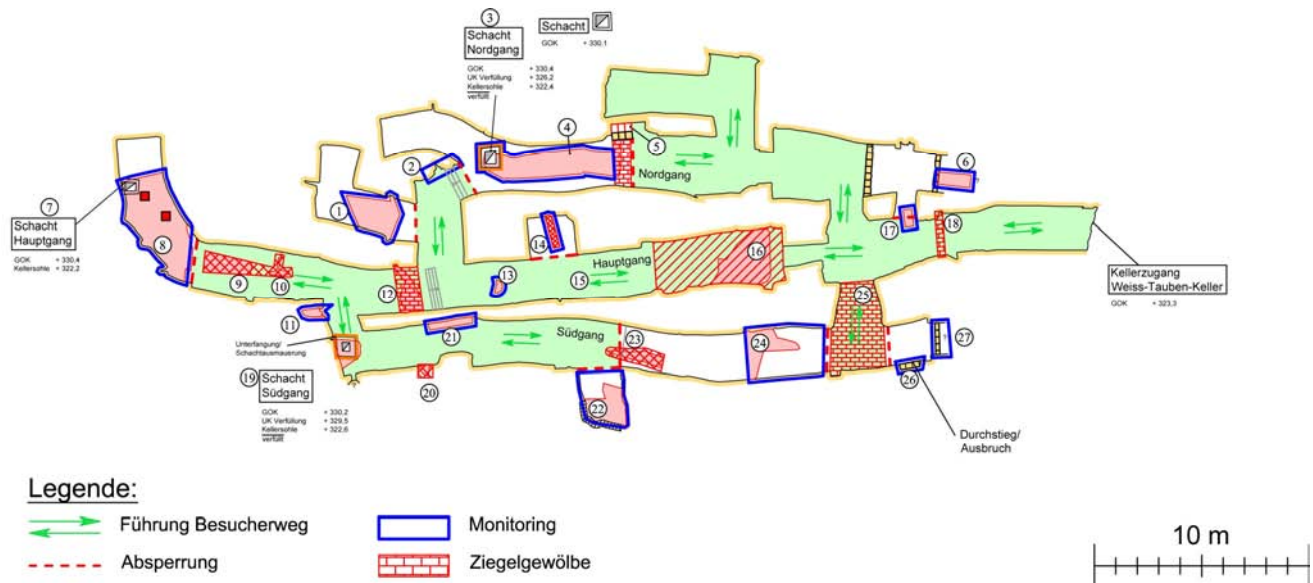 3
Schacht
Nordgang
GOK + 330,4
UK Verfüllung + 326,2
Kellersohle + 322,4
verfüllt
Schacht
GOK + 330,1
4
5
2
6
Nordgang
1
7
Schacht
Hauptgang
GOK + 330,4
Kellersohle + 322,2
8
14
17
18
16
Hauptgang
13
15
9
10
12
Kellerzugang
Weiss-Tauben-Keller
GOK + 323,3
25
11
21
Südgang
23
24
27
Unterfangung/
Schachtausmauerung
19
Schacht
Südgang
GOK + 330,2
UK Verfüllung + 329,5
Kellersohle + 322,6
verfüllt
20
22
26
Durchstieg/
Ausbruch
Legende:
Führung Besucherweg
Monitoring
Absperrung
Ziegelgewölbe
10 m